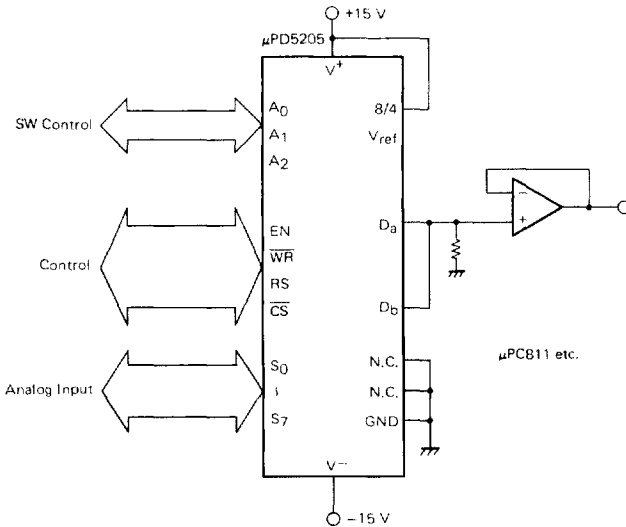 +15 V
μPD5205
V+
A0
8/4
SW Control
A1
Vref
A2
Da
EN
WR
Control
RS
CS
Db
μPC811 etc.
S0
N.C.
Analog Input
N.C.
S7
GND
V−
−15 V